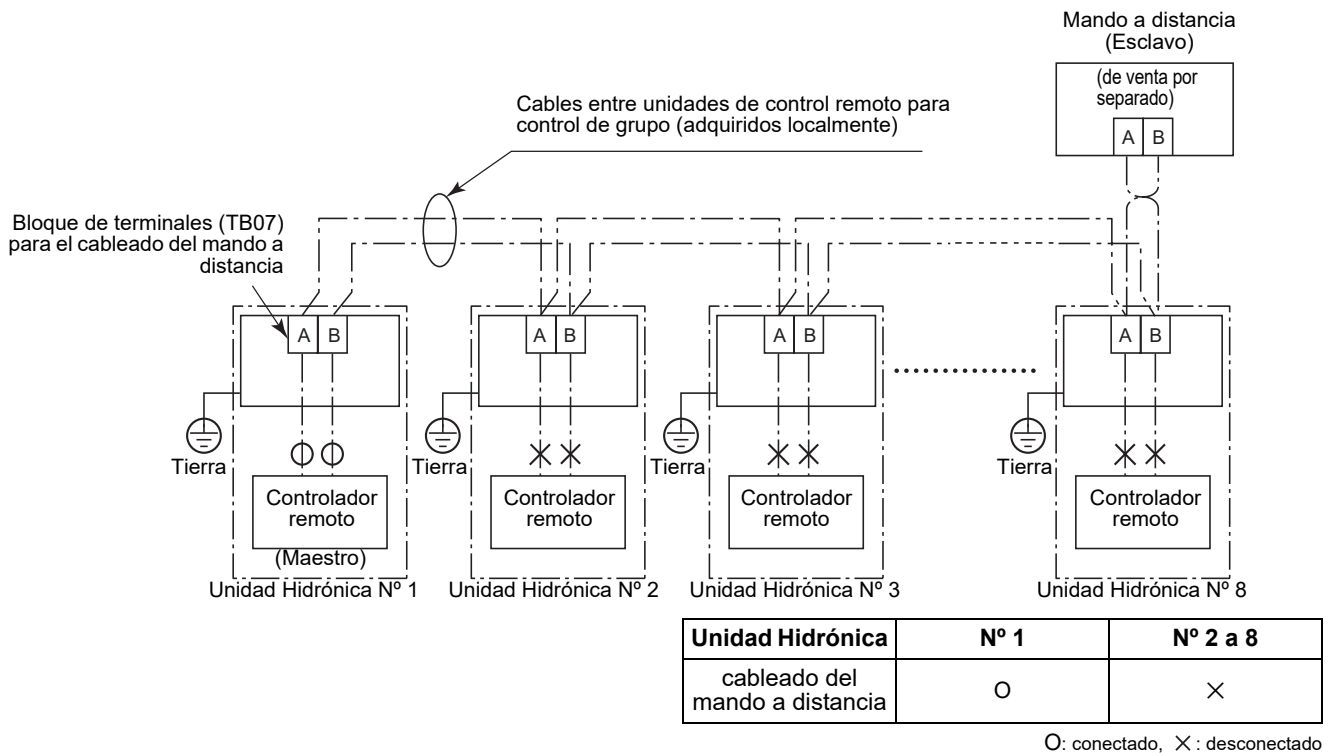 Mando a distancia
(Esclavo)
(de venta por
separado)
A B
Cables entre unidades de control remoto para
control de grupo (adquiridos localmente)
Bloque de terminales (TB07)
para el cableado del mando a
distancia
A B
A B
A B
A B
Tierra
Tierra
Tierra
Tierra
Controlador
remoto
(Maestro)
Controlador
remoto
Controlador
remoto
Controlador
remoto
Unidad Hidrónica Nº 1
Unidad Hidrónica Nº 2
Unidad Hidrónica Nº 3
Unidad Hidrónica Nº 8
Unidad Hidrónica Nº 1 Nº 2 a 8
cableado del
mando a distancia O ×
O: conectado, ×: desconectado